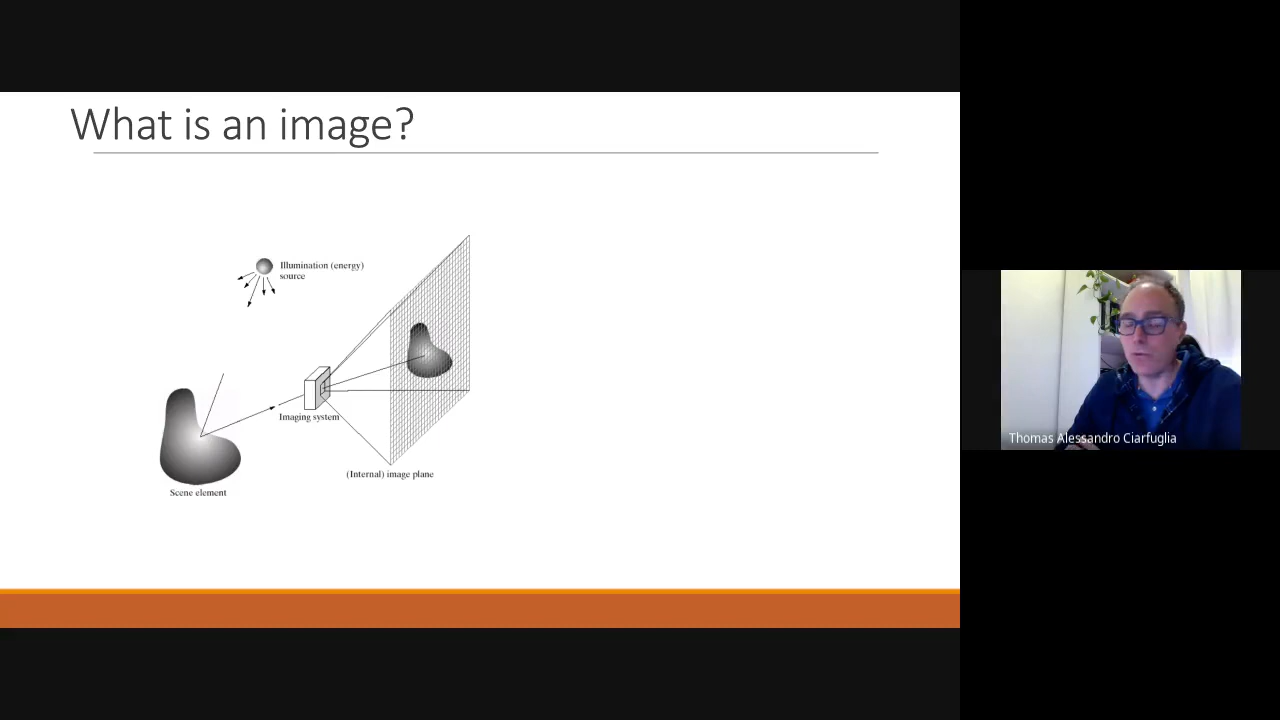 What is an image?
Illumination (energy)
source
Imaging system
(Internal) image plane
Scene element
Thomas Alessandro Ciarfuglia